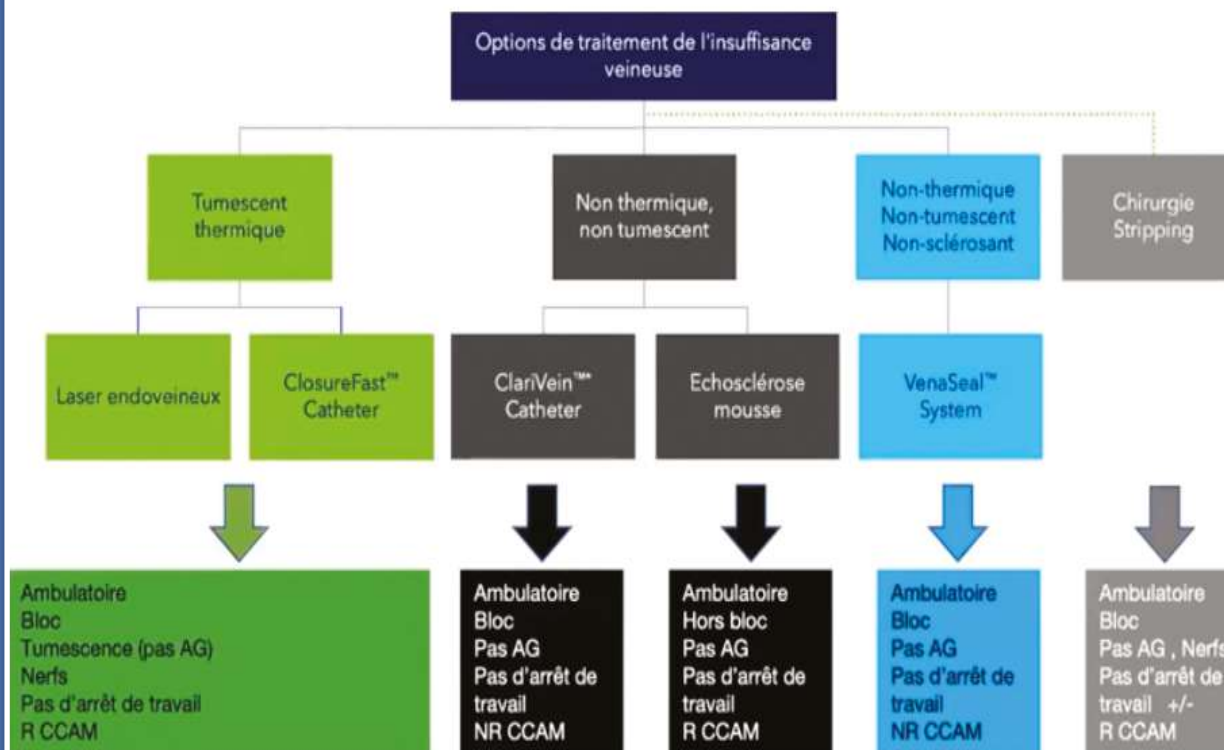 Options de traitement de l'insuffisance
veineuse
Tumescent
thermique
Non thermique,
non tumescent
Non-thermique
Non-tumescent
Non-sclérosant
Chirurgie
Stripping
Laser endoveineux
ClosureFast™
Catheter
ClariVein™*
Catheter
Echosclérose
mousse
VenaSeal™
System
Ambulatoire
Bloc
Tumescence (pas AG)
Nerfs
Pas d'arrêt de travail
R CCAM
Ambulatoire
Bloc
Pas AG
Pas d'arrêt de
travail
NR CCAM
Ambulatoire
Hors bloc
Pas AG
Pas d'arrêt de
travail
R CCAM
Ambulatoire
Bloc
Pas AG
Pas d'arrêt de
travail
NR CCAM
Ambulatoire
Bloc
Pas AG , Nerfs
Pas d'arrêt de
travail +/-
R CCAM